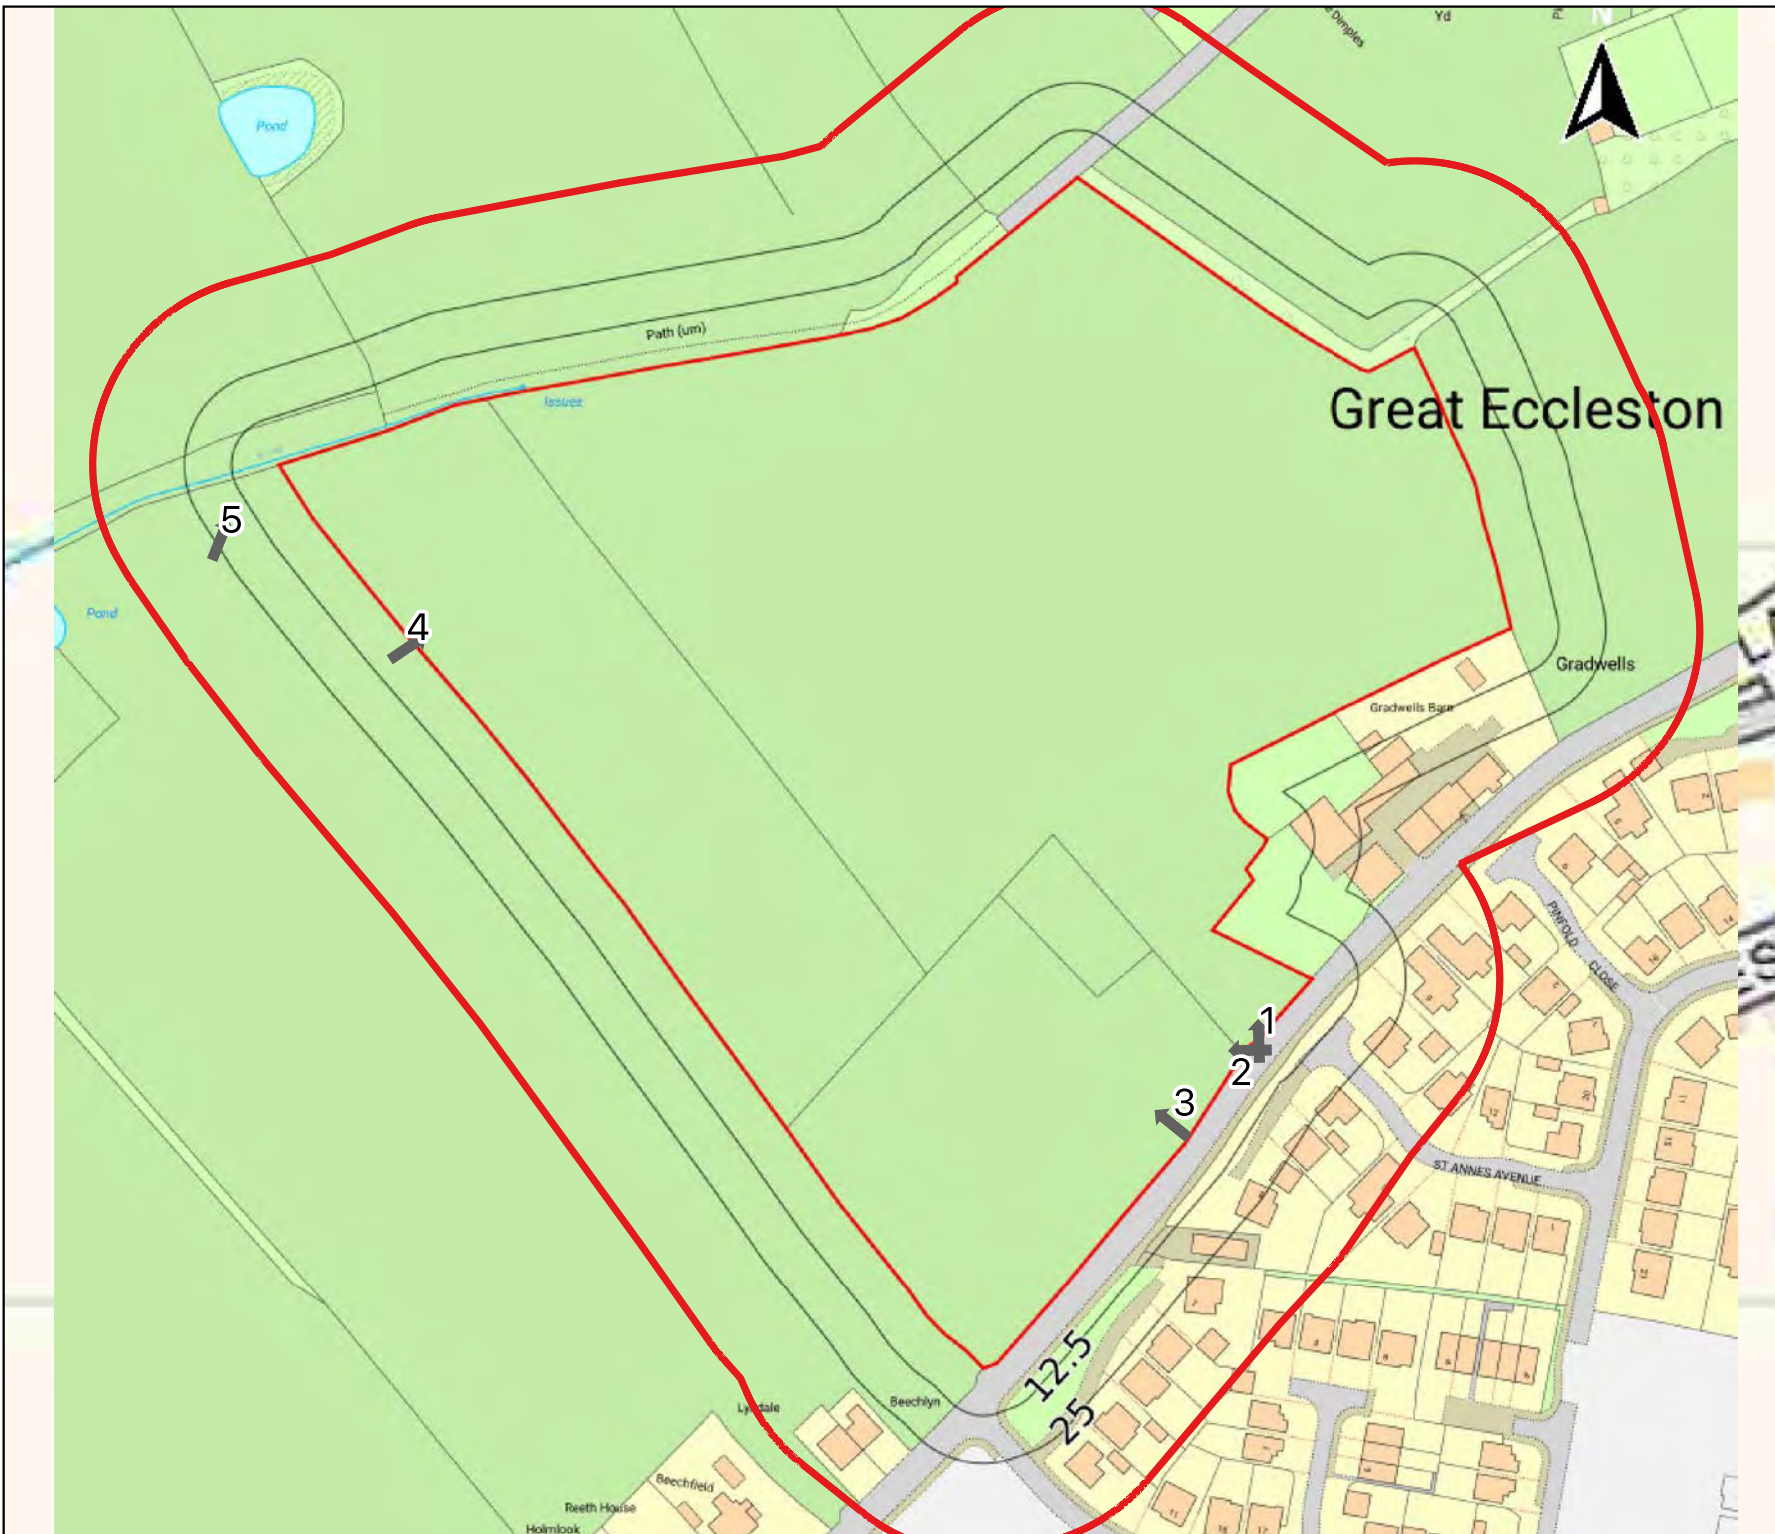 Dimples
Yd
N
Pond
Path (um)
Issues
Great Eccleston
5
4
Pond
Gradwells
Gradwells Barn
PINFOLD
CLOSE
1
2
3
ST ANNES AVENUE
12.5
25
Beechlyn
Beechfield
Reeth House
Holmlook